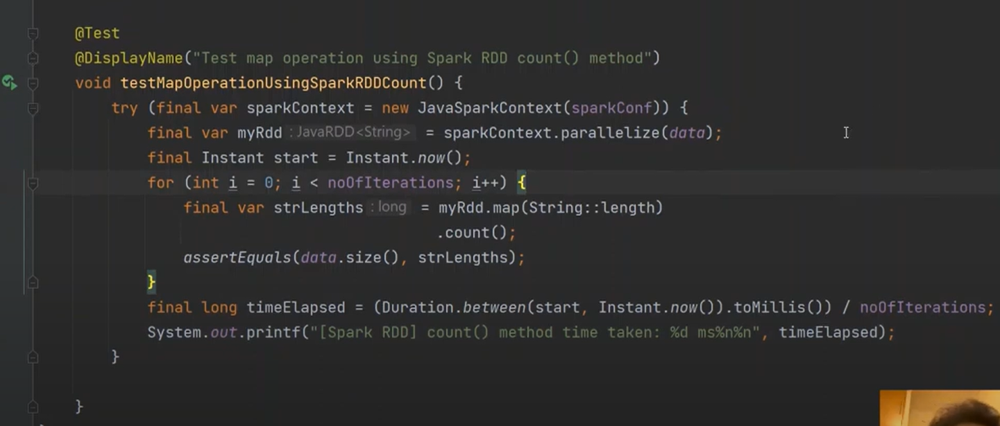 @Test
@DisplayName("Test map operation using Spark RDD count() method")
void testMapOperationUsingSparkRDDCount() {
try (final var sparkContext = new JavaSparkContext(sparkConf)) {
final var myRdd : JavaRDD<String> = sparkContext.parallelize(data);
final Instant start = Instant.now();
for (int i = 0; i < noOfIterations; i++) {
final var strLengths : long = myRdd.map(String::length)
.count();
assertEquals(data.size(), strLengths);
}
final long timeElapsed = (Duration.between(start, Instant.now()).toMillis()) / noOfIterations;
System.out.printf("[Spark RDD] count() method time taken: %d ms%n%n", timeElapsed);
}
}